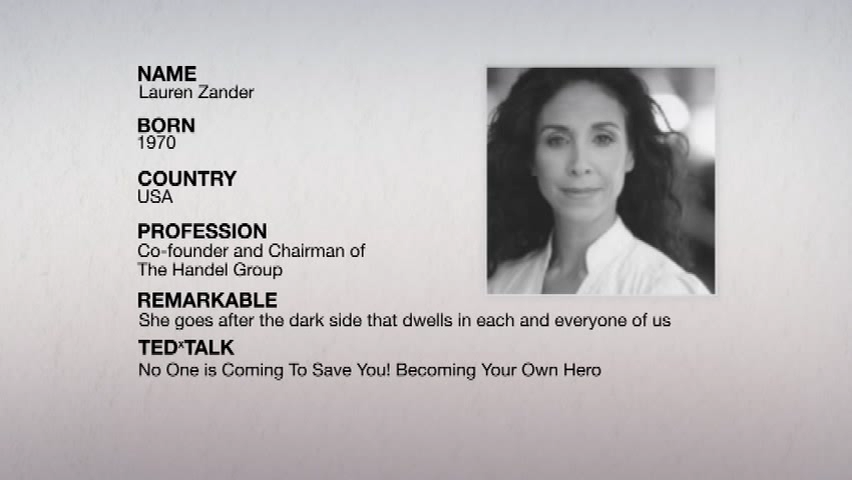 NAME
Lauren Zander
BORN
1970
COUNTRY
USA
PROFESSION
Co-founder and Chairman of
The Handel Group
REMARKABLE
She goes after the dark side that dwells in each and everyone of us
TEDxTALK
No One is Coming To Save You! Becoming Your Own Hero